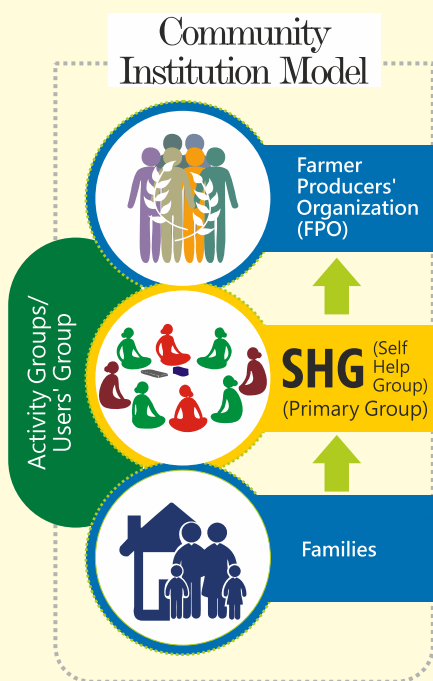 Community
Institution Model
Farmer
Producers'
Organization
(FPO)
Activity Groups/
Users' Group
SHG
(Self
Help
Group)
(Primary Group)
Families